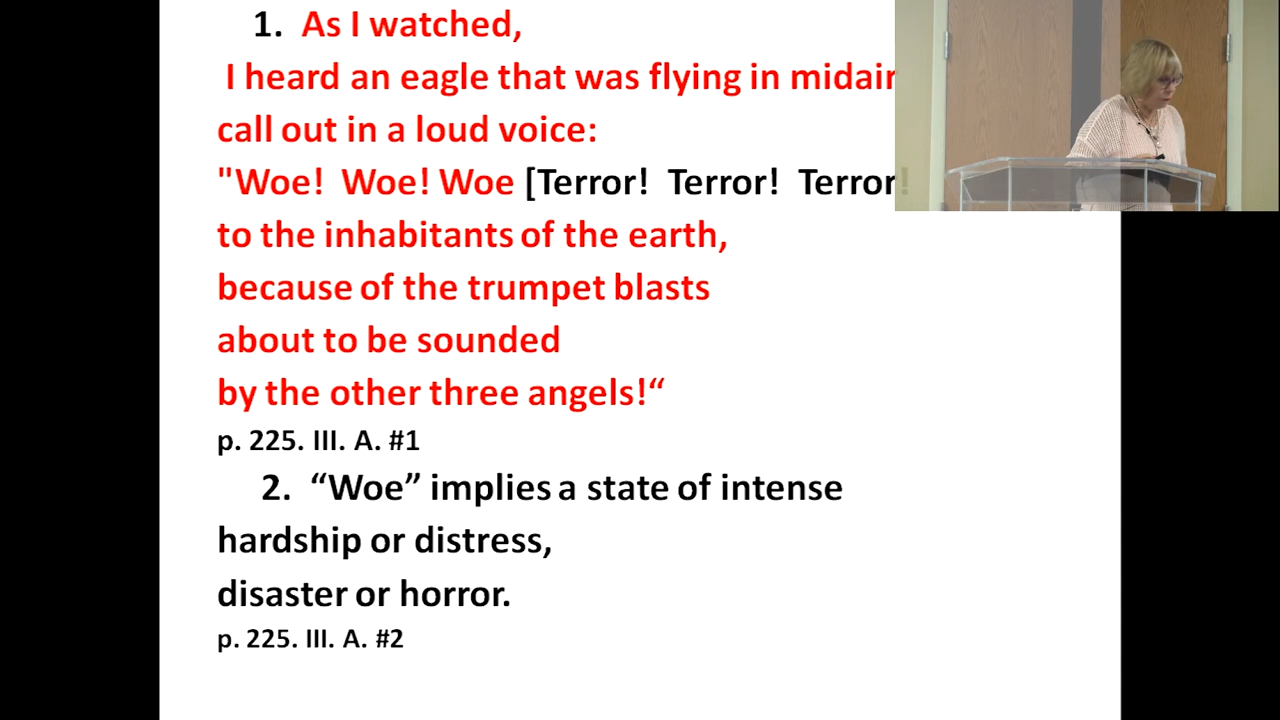 1. As I watched,
I heard an eagle that was flying in midair
call out in a loud voice:
"Woe! Woe! Woe [Terror! Terror! Terror!
to the inhabitants of the earth,
because of the trumpet blasts
about to be sounded
by the other three angels!“
p. 225. III. A. #1
2. “Woe” implies a state of intense
hardship or distress,
disaster or horror.
p. 225. III. A. #2